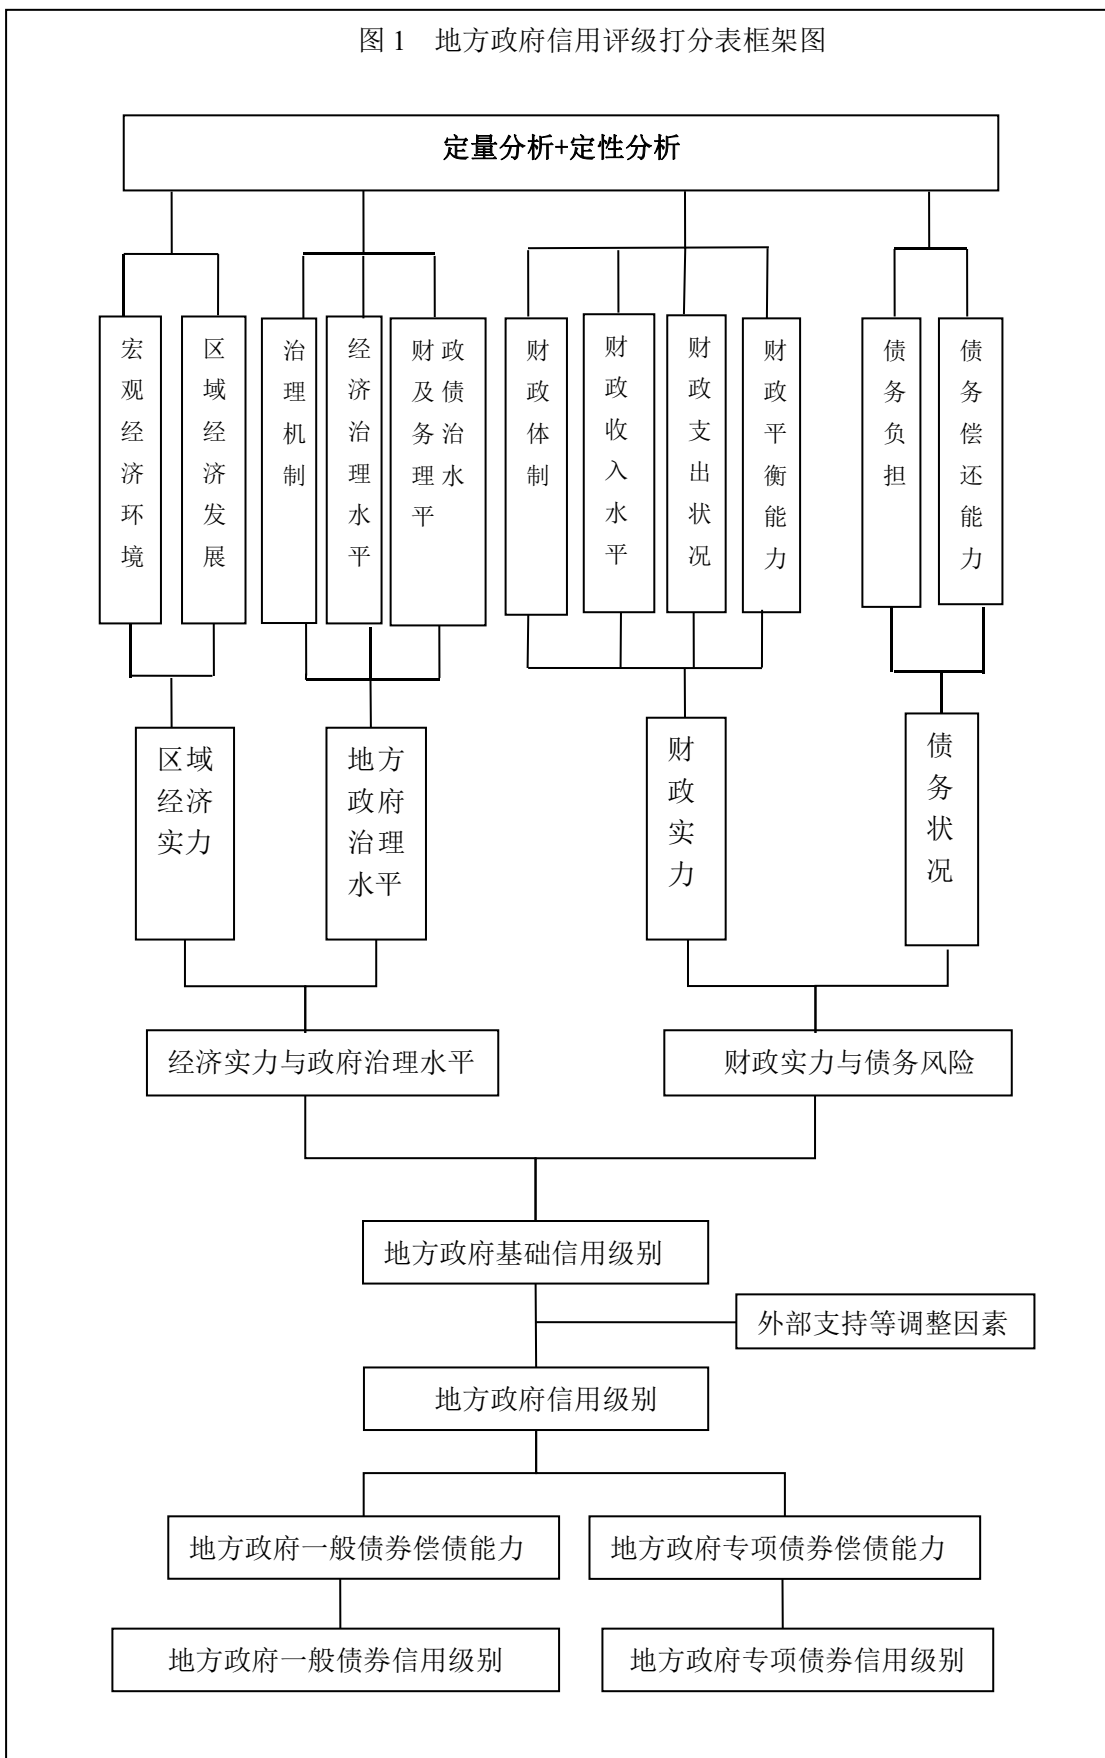 图 1 地方政府信用评级打分表框架图
定量分析+定性分析
宏观经济环境
区域经济发展
治理机制
经济治理水平
财政
及债
务治
理水
平
财政体制
财政收入水平
财政支出状况
财政平衡能力
债务负担
债务偿还能力
区域
经济
实力
地方
政府
治理
水平
财政实力
债务状况
经济实力与政府治理水平
财政实力与债务风险
地方政府基础信用级别
外部支持等调整因素
地方政府信用级别
地方政府一般债券偿债能力
地方政府专项债券偿债能力
地方政府一般债券信用级别
地方政府专项债券信用级别